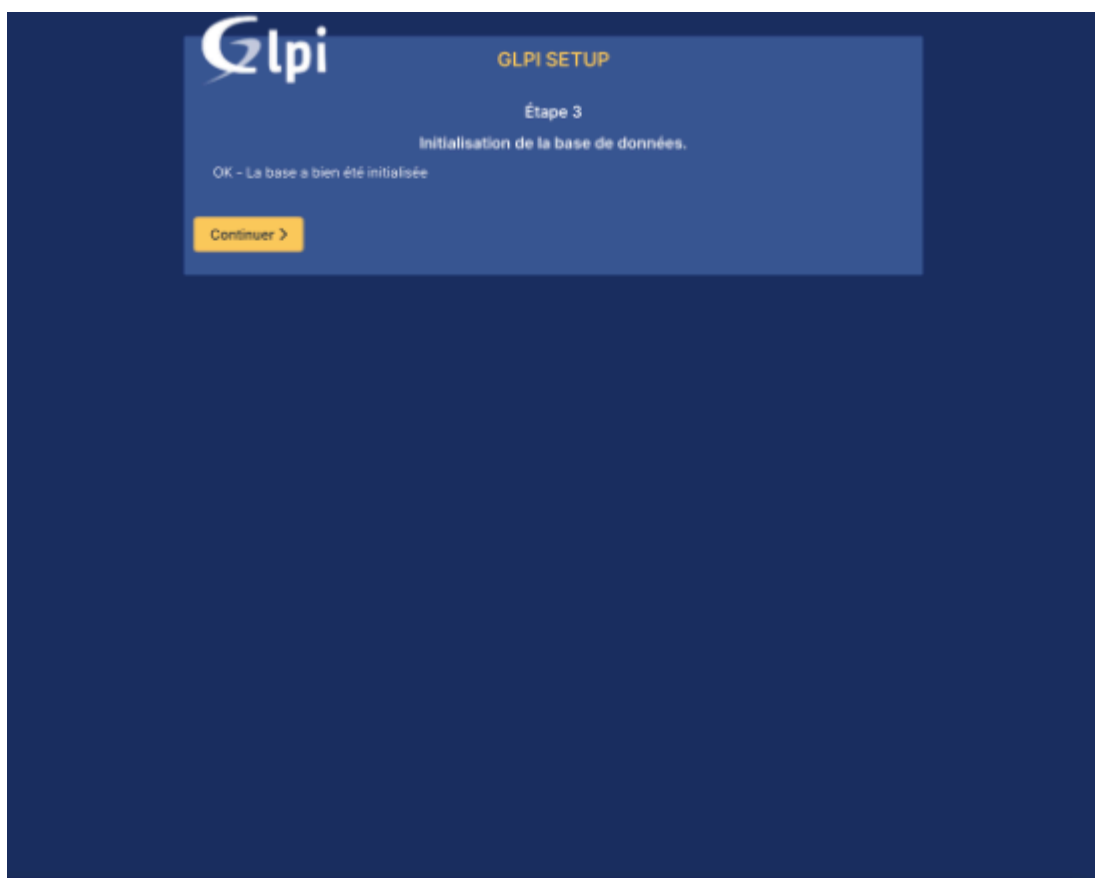 Glpi
GLPI SETUP
Étape 3
Initialisation de la base de données.
OK - La base a bien été initialisée
Continuer >